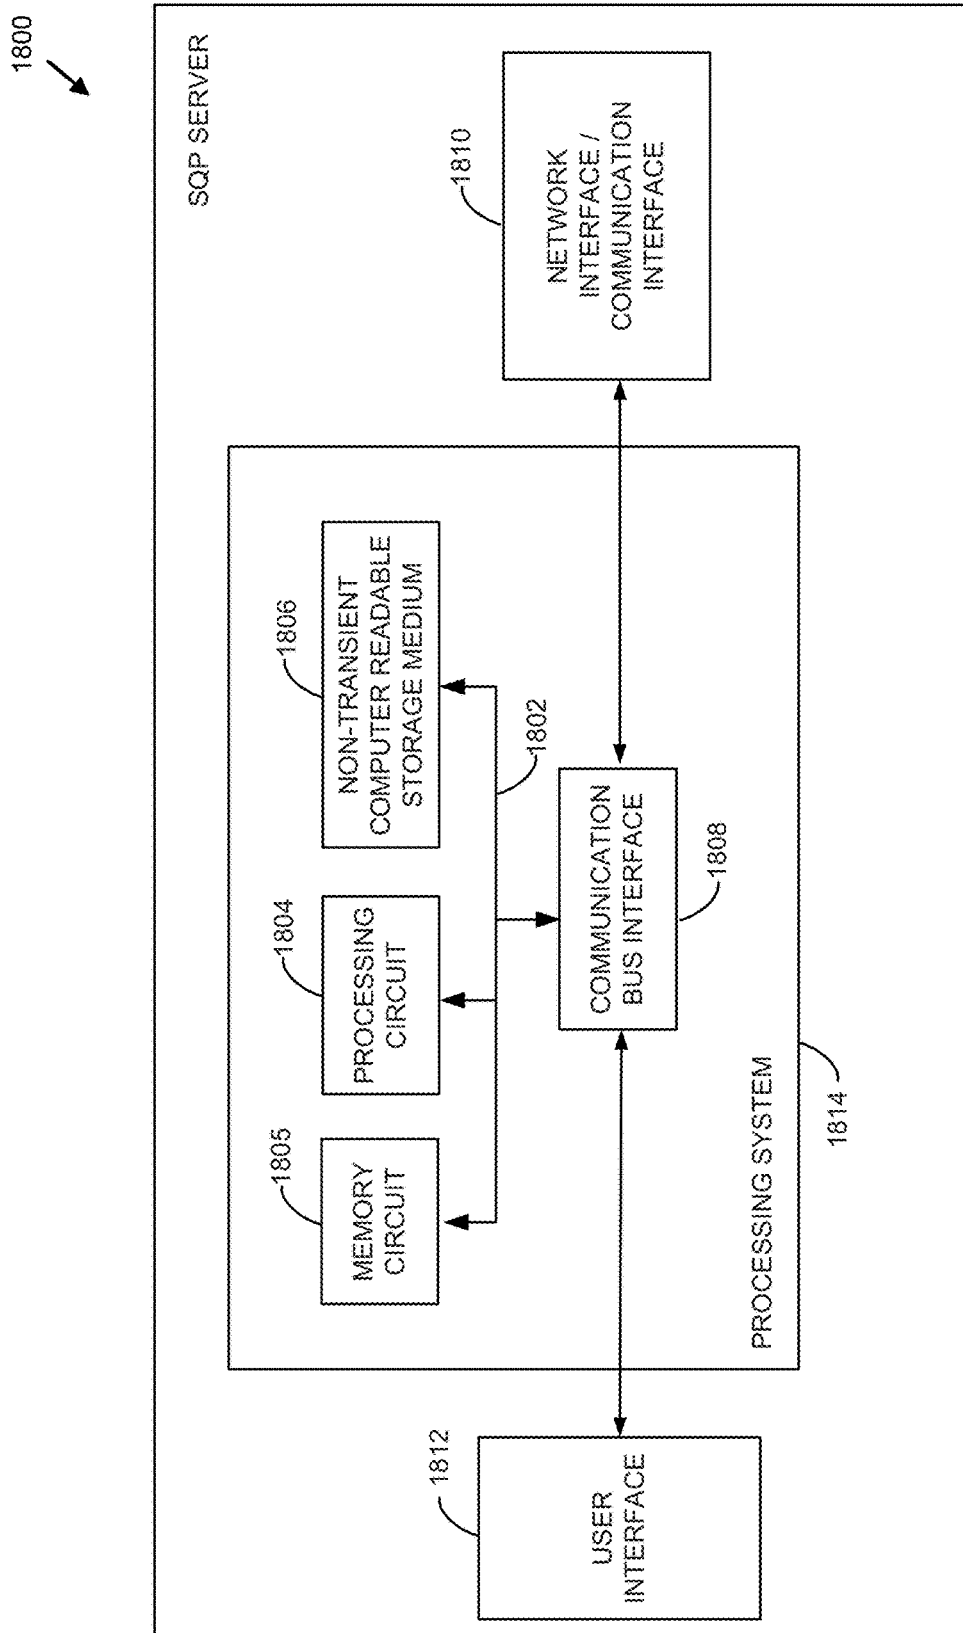 1800
SQP SERVER
1805
MEMORY
CIRCUIT
1804
PROCESSING
CIRCUIT
1806
NON-TRANSIENT
COMPUTER READABLE
STORAGE MEDIUM
1802
1812
USER
INTERFACE
COMMUNICATION
BUS INTERFACE
1808
1810
NETWORK
INTERFACE /
COMMUNICATION
INTERFACE
PROCESSING SYSTEM
1814